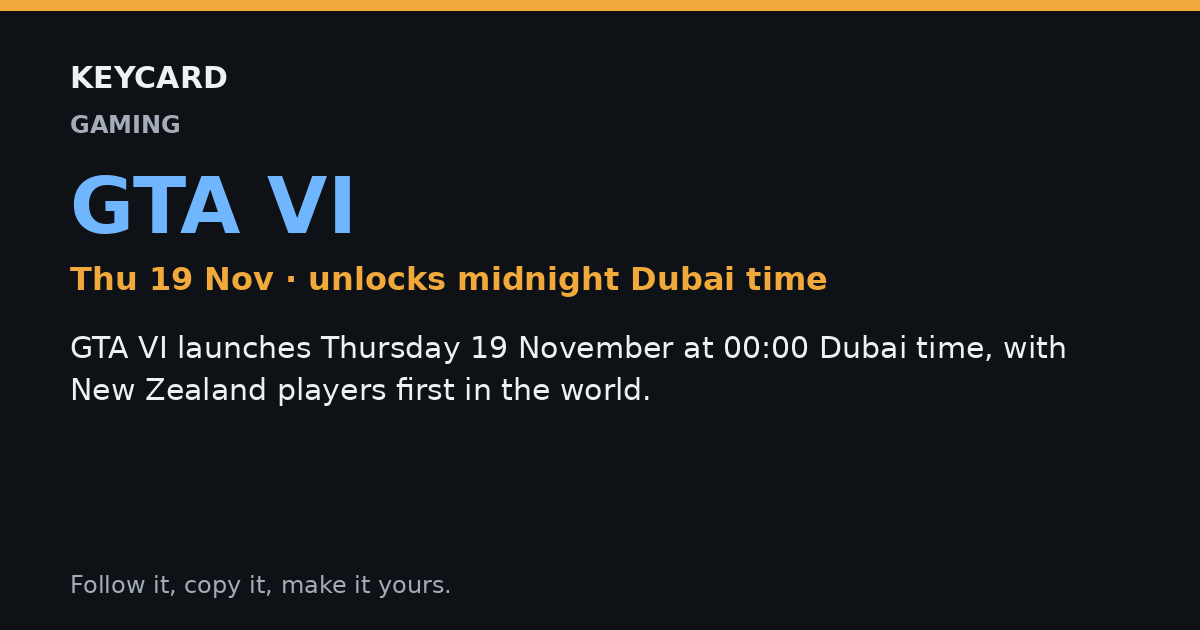 KEYCARD
GAMING
GTA VI
Thu 19 Nov · unlocks midnight Dubai time
GTA VI launches Thursday 19 November at 00:00 Dubai time, with
New Zealand players first in the world.
Follow it, copy it, make it yours.